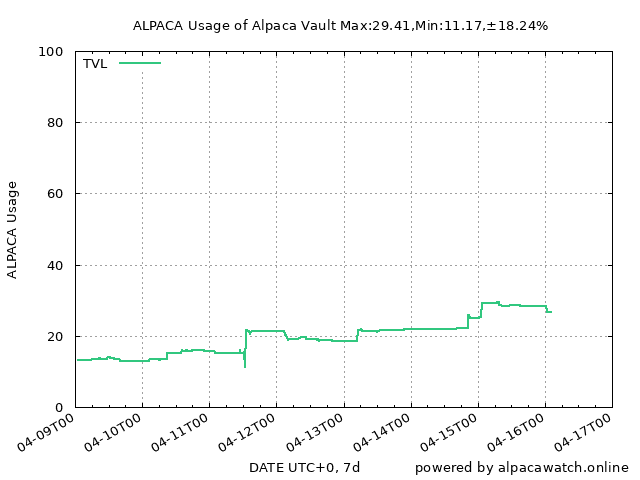 ALPACA Usage of Alpaca Vault Max:29.41,Min:11.17,±18.24%
100
TVL
80
60
ALPACA Usage
40
20
0
04-09T00 04-10T00 04-11T00 04-12T00 04-13T00 04-14T00 04-15T00 04-16T00 04-17T00
DATE UTC+0, 7d powered by alpacawatch.online